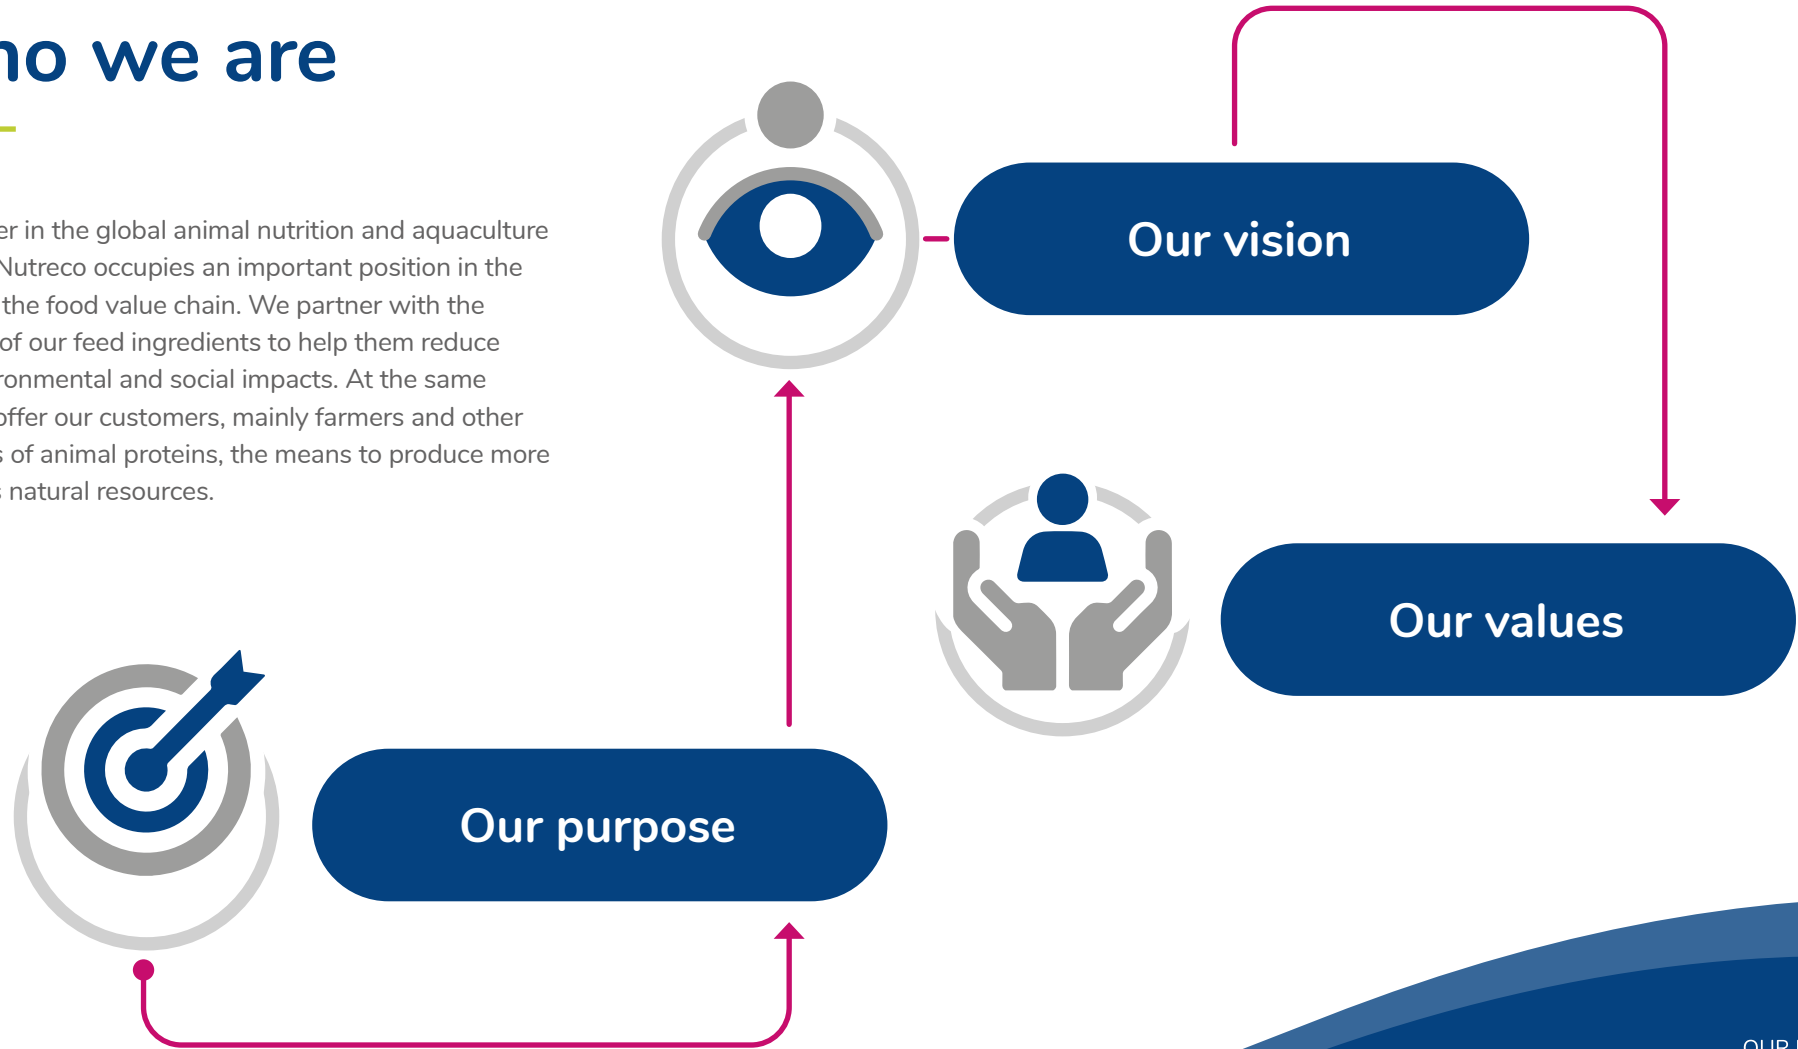 no we are
er in the global animal nutrition and aquaculture
Nutreco occupies an important position in the
the food value chain. We partner with the
of our feed ingredients to help them reduce
ronmental and social impacts. At the same
offer our customers, mainly farmers and other
s of animal proteins, the means to produce more
s natural resources.
Our vision
Our values
Our purpose
OUR